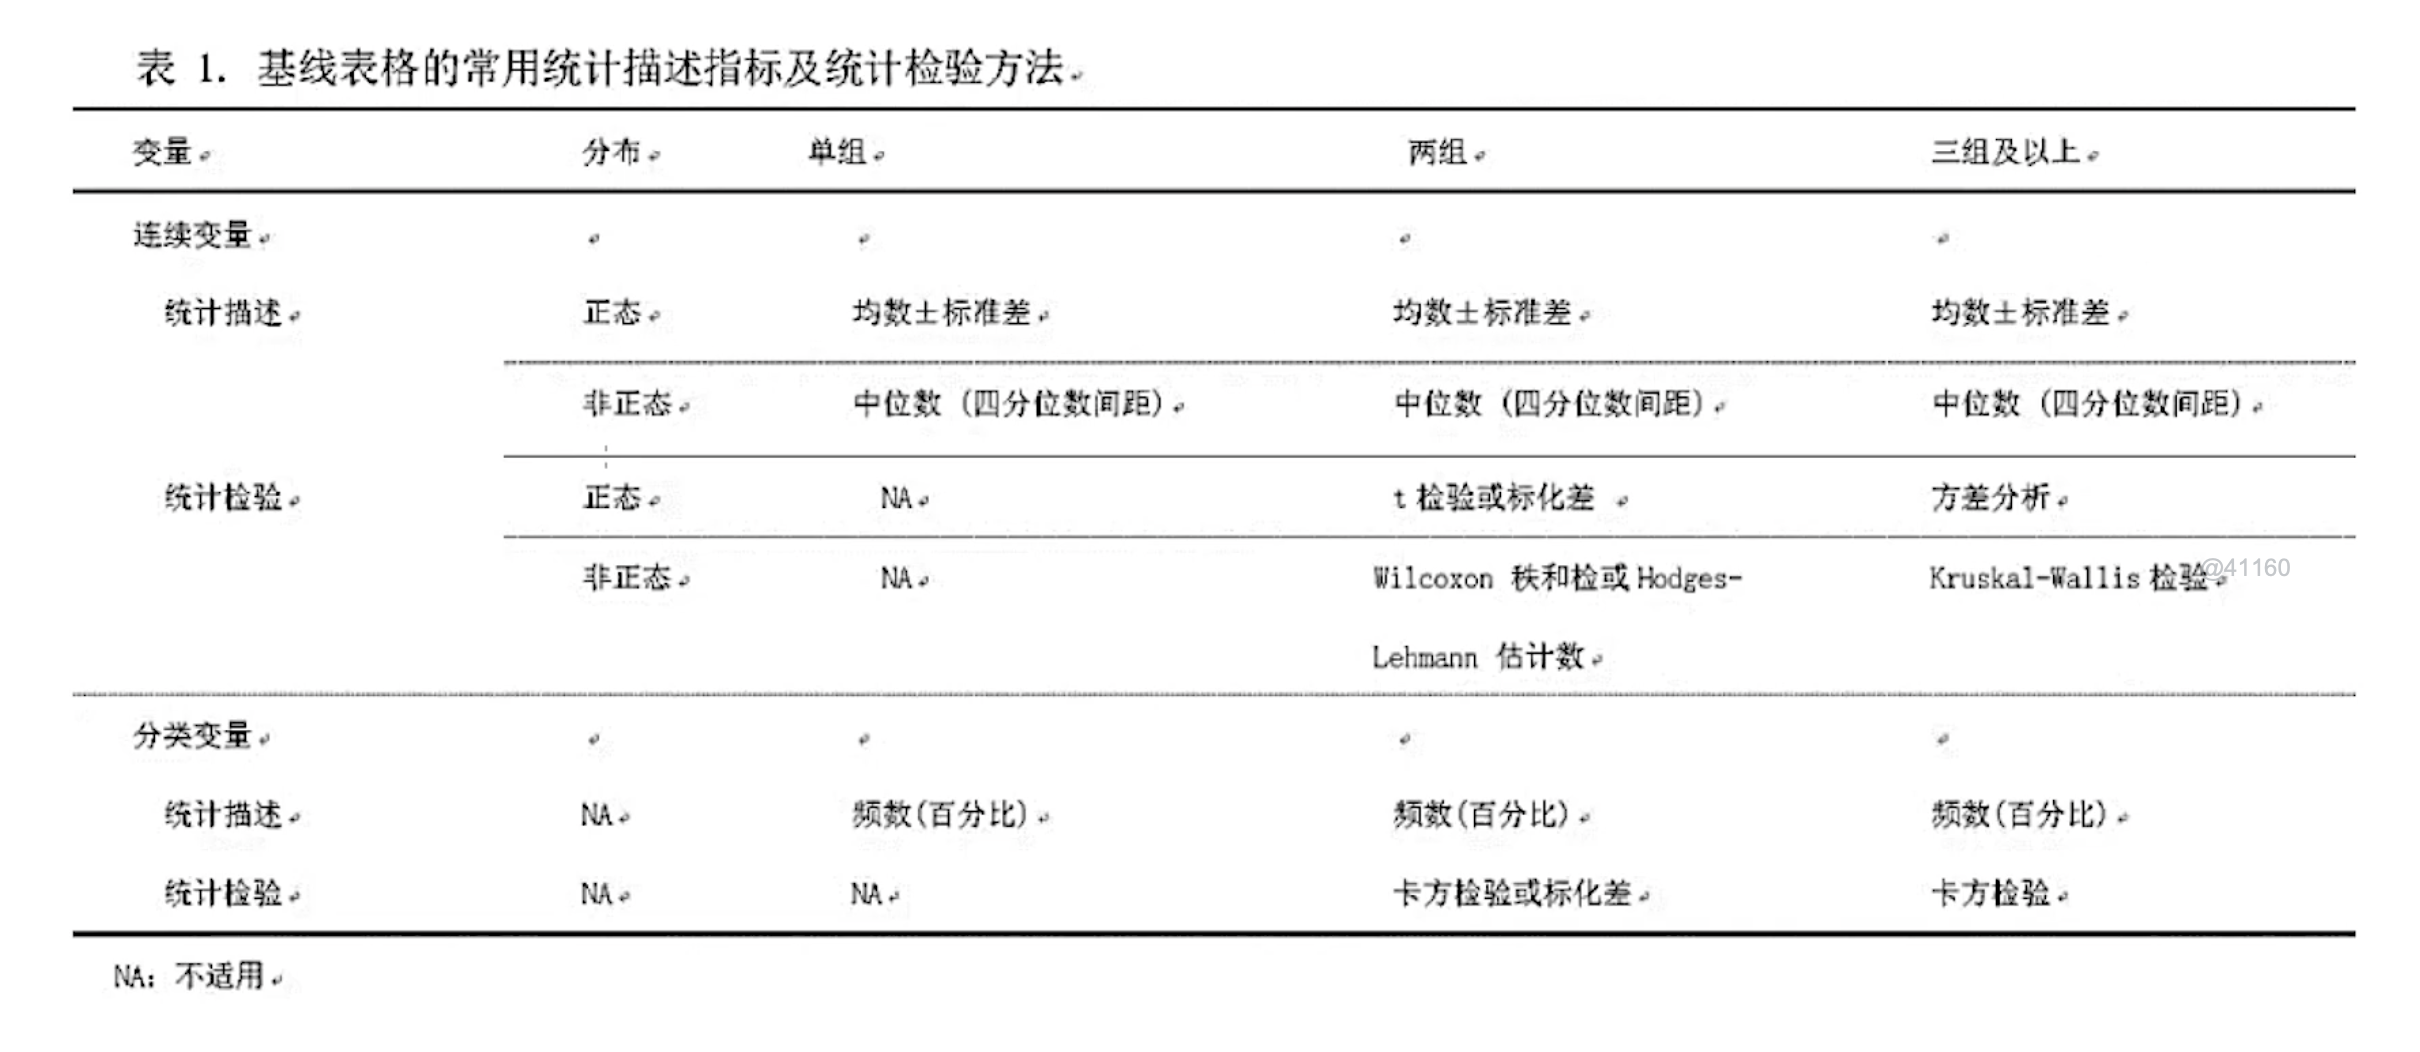 表 1. 基线表格的常用统计描述指标及统计检验方法
变量 分布 单组 两组 三组及以上
连续变量
统计描述 正态 均数±标准差 均数±标准差 均数±标准差
非正态 中位数（四分位数间距） 中位数（四分位数间距） 中位数（四分位数间距）
统计检验 正态 NA t 检验或标化差 方差分析
非正态 NA Wilcoxon 秩和检或 Hodges- Kruskal-Wallis 检验
@41160
Lehmann 估计数
分类变量
统计描述 NA 频数(百分比) 频数(百分比) 频数(百分比)
统计检验 NA NA 卡方检验或标化差 卡方检验
NA: 不适用